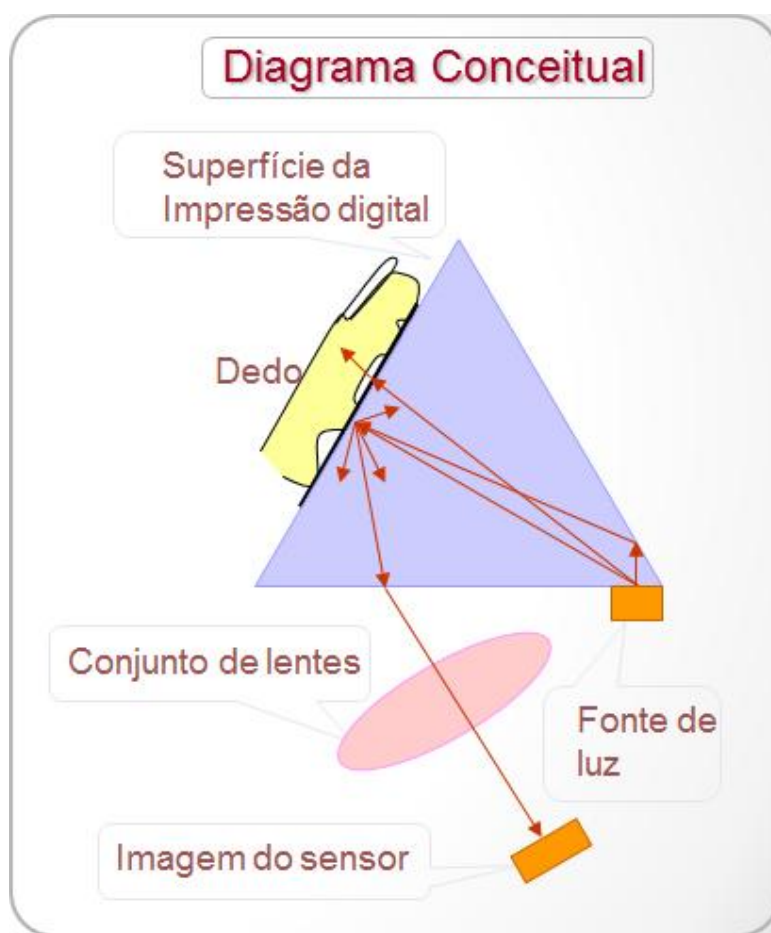 Diagrama Conceitual
Superfície da
Impressão digital
Dedo
Conjunto de lentes
Fonte de
luz
Imagem do sensor